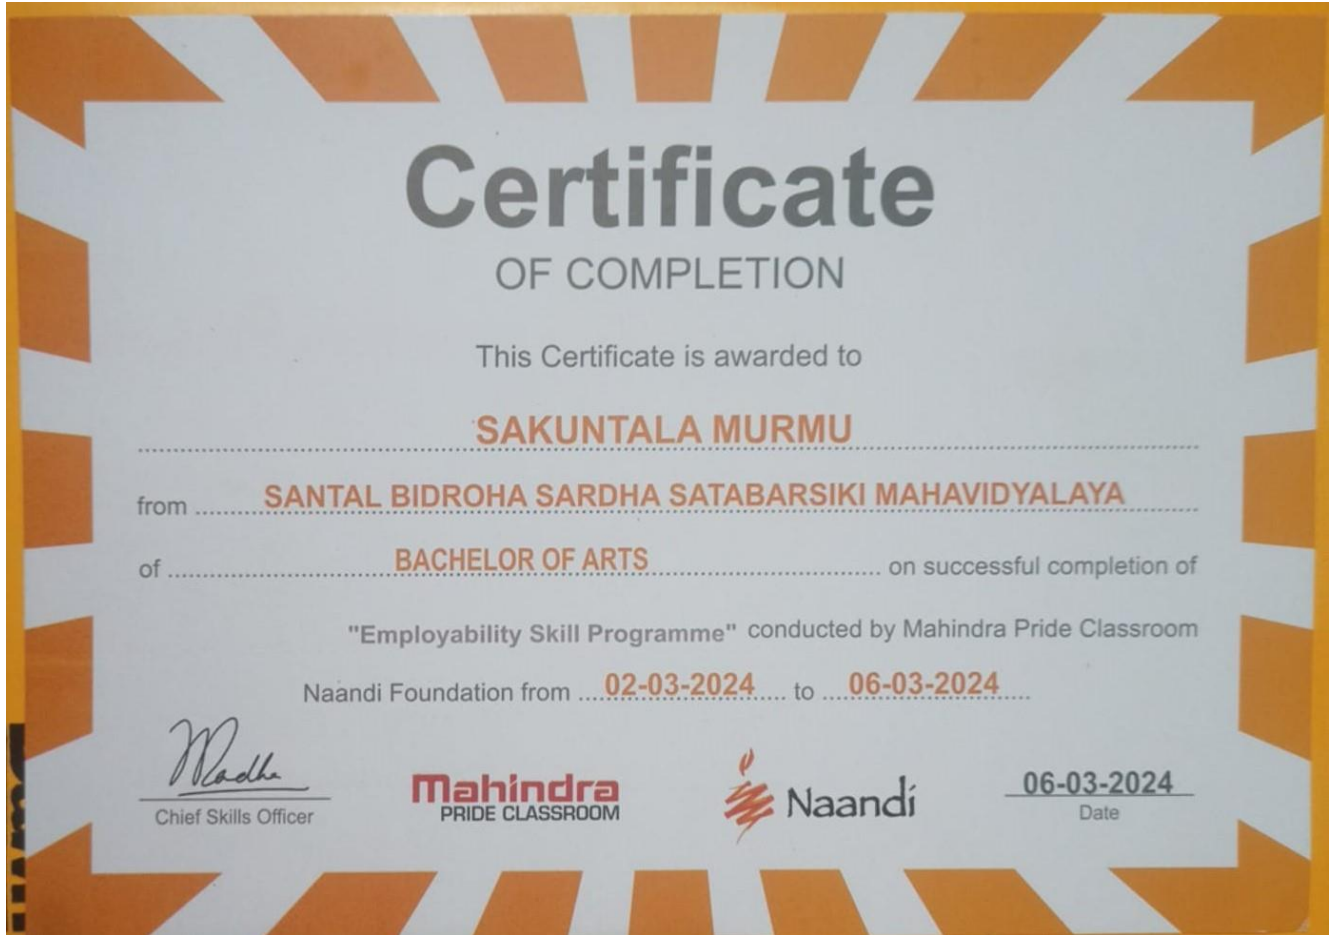 Certificate
OF COMPLETION
This Certificate is awarded to
SAKUNTALA MURMU
from SANTAL BIDROHA SARDHA SATABARSIKI MAHAVIDYALAYA
of BACHELOR OF ARTS on successful completion of
"Employability Skill Programme" conducted by Mahindra Pride Classroom
Naandi Foundation from 02-03-2024 to 06-03-2024
Chief Skills Officer
Mahindra
PRIDE CLASSROOM
Naandi
06-03-2024
Date